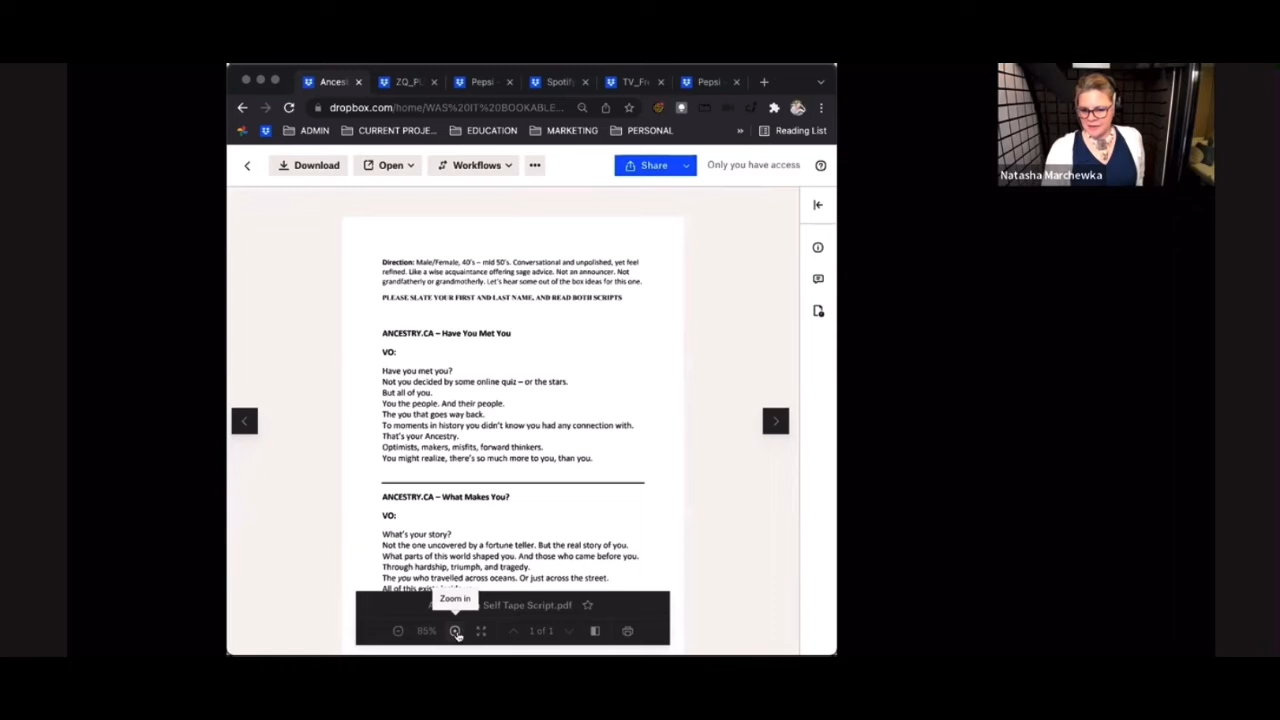 Ances
ZQ_PL
Pepsi
Spotify
TV_Fr
Pepsi
dropbox.com/home/WAS%20IT%20BOOKABLE...
ADMIN
CURRENT PROJE...
EDUCATION
MARKETING
PERSONAL
»
Reading List
Download
Open
Workflows
Share
Only you have access
Natasha Marchewka
Direction: Male/Female, 40's – mid 50's. Conversational and unpolished, yet feel
refined. Like a wise acquaintance offering sage advice. Not an announcer. Not
grandfatherly or grandmotherly. Let's hear some out of the box ideas for this one.
PLEASE SLATE YOUR FIRST AND LAST NAME, AND READ BOTH SCRIPTS
ANCESTRY.CA – Have You Met You
VO:
Have you met you?
Not you decided by some online quiz – or the stars.
But all of you.
You the people. And their people.
The you that goes way back.
To moments in history you didn't know you had any connection with.
That's your Ancestry.
Optimists, makers, misfits, forward thinkers.
You might realize, there's so much more to you, than you.
ANCESTRY.CA – What Makes You?
VO:
What's your story?
Not the one uncovered by a fortune teller. But the real story of you.
What parts of this world shaped you. And those who came before you.
Through hardship, triumph, and tragedy.
The you who travelled across oceans. Or just across the street.
All of this
Zoom in
Self Tape Script.pdf
85%
1 of 1